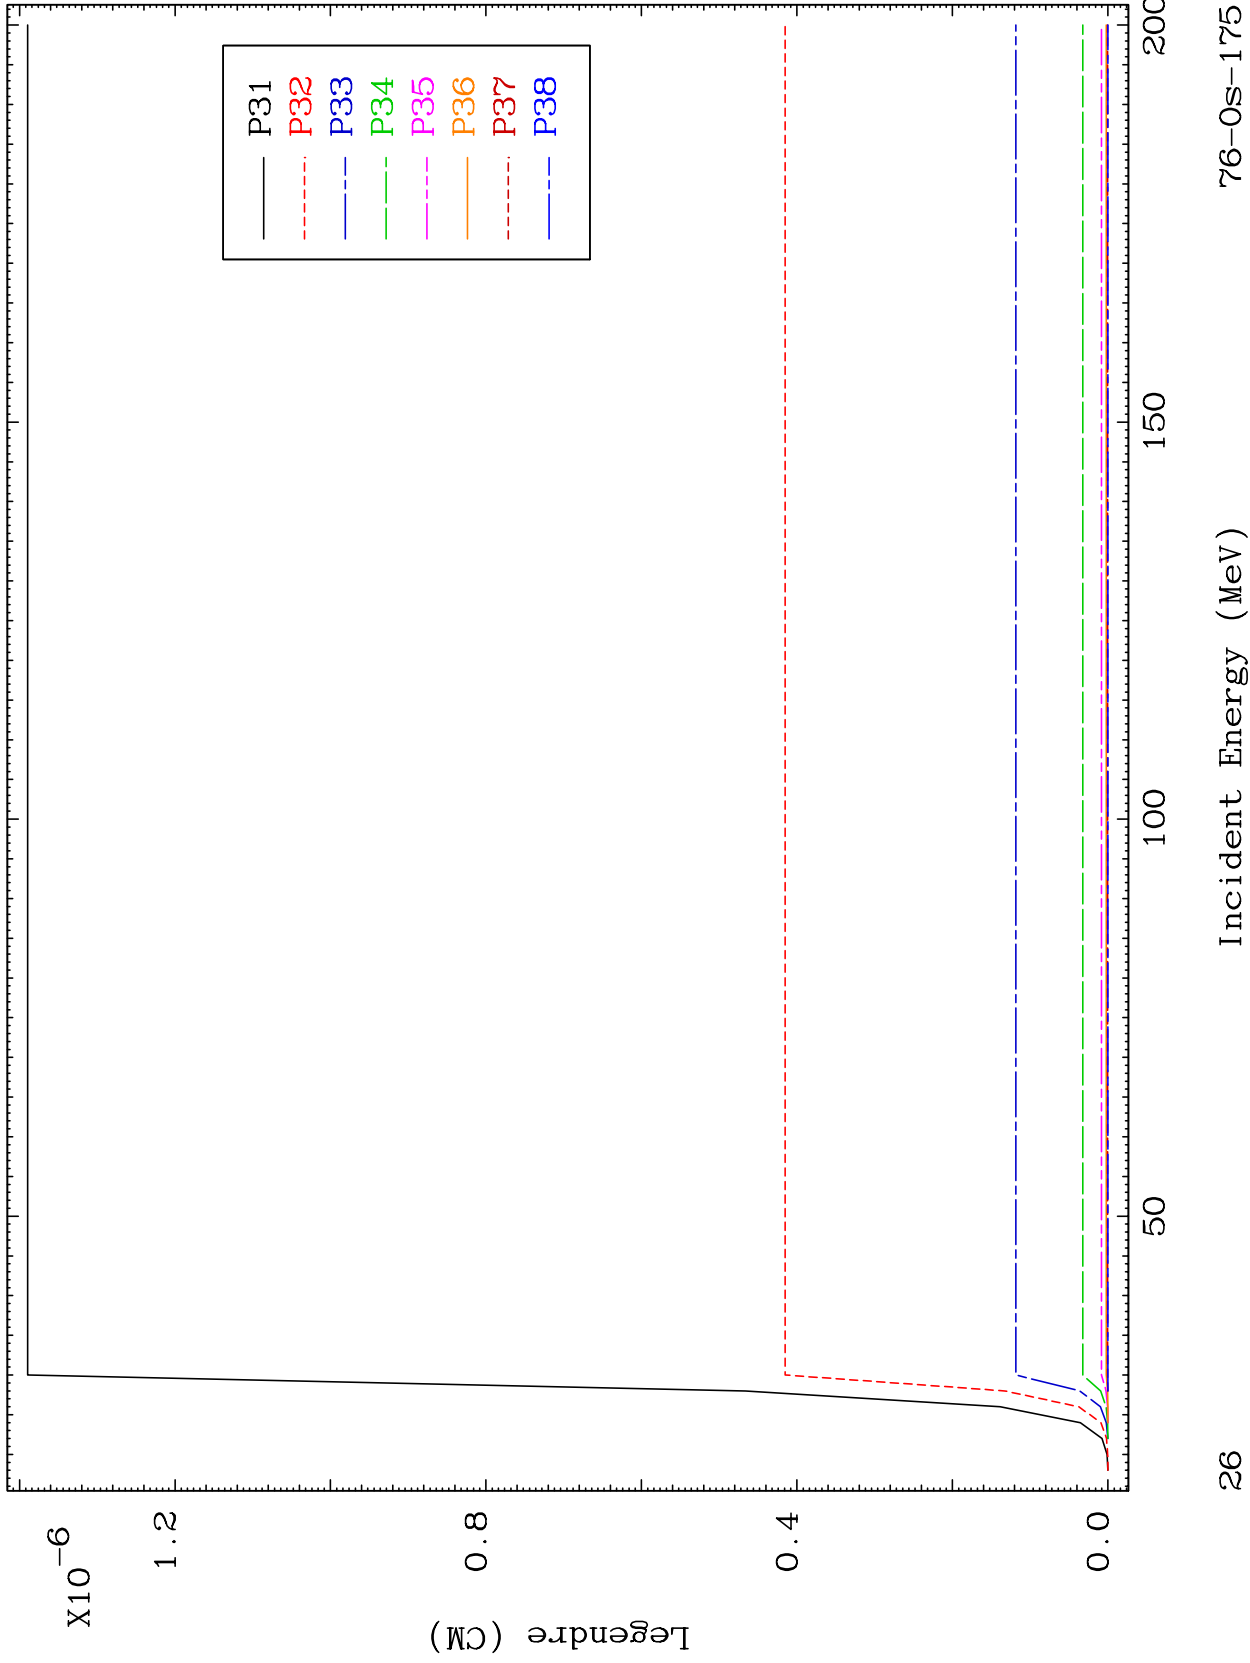 X10-6
1.2
0.8
0.4
0.0
Legendre (CM)
P31
P32
P33
P34
P35
P36
P37
P38
50
100
150
200
Incident Energy (MeV)
26
76-Os-175